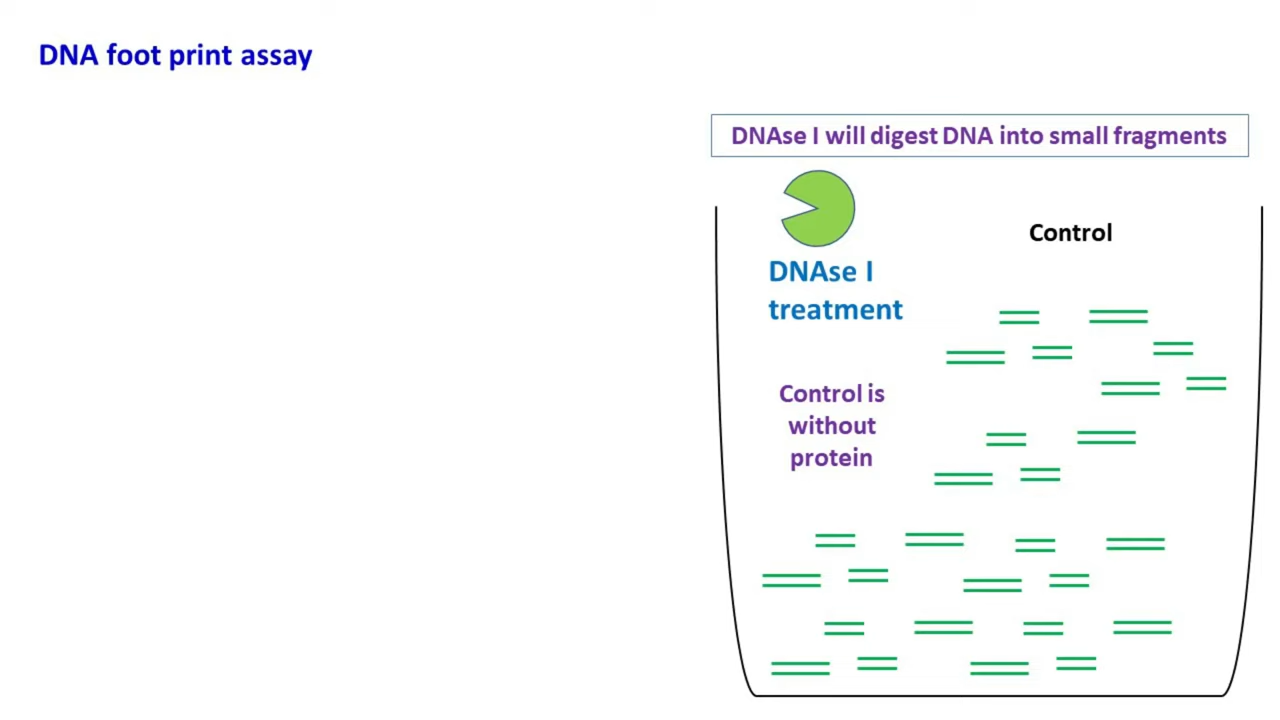 DNA foot print assay
DNAse I will digest DNA into small fragments
Control
DNAse I
treatment
Control is
without
protein